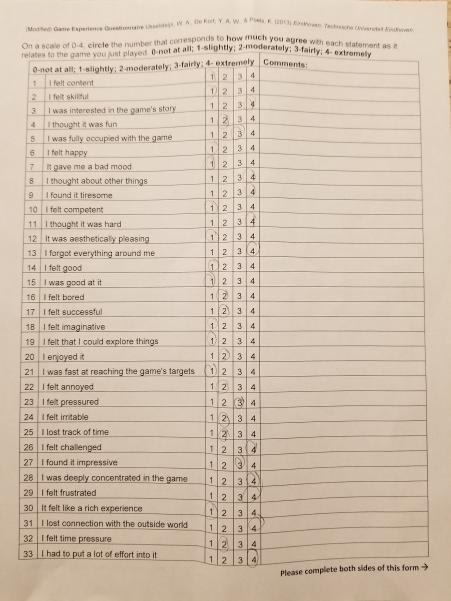 (Modified) Game Experience Questionnaire IJsselsteijn, W. A., De Kort, Y. A. W., & Poels, K. (2013). Eindhoven: Technische Universiteit Eindhoven.
On a scale of 0-4, circle the number that corresponds to how much you agree with each statement as it
relates to the game you just played. 0-not at all; 1-slightly; 2-moderately; 3-fairly; 4- extremely
0-not at all; 1-slightly; 2-moderately; 3-fairly; 4- extremely Comments:
1 I felt content 1 2 3 4
2 I felt skillful 1 2 3 4
3 I was interested in the game's story 1 2 3 4
4 I thought it was fun 1 2 3 4
5 I was fully occupied with the game 1 2 3 4
6 I felt happy 1 2 3 4
7 It gave me a bad mood 1 2 3 4
8 I thought about other things 1 2 3 4
9 I found it tiresome 1 2 3 4
10 I felt competent 1 2 3 4
11 I thought it was hard 1 2 3 4
12 It was aesthetically pleasing 1 2 3 4
13 I forgot everything around me 1 2 3 4
14 I felt good 1 2 3 4
15 I was good at it 1 2 3 4
16 I felt bored 1 2 3 4
17 I felt successful 1 2 3 4
18 I felt imaginative 1 2 3 4
19 I felt that I could explore things 1 2 3 4
20 I enjoyed it 1 2 3 4
21 I was fast at reaching the game's targets 1 2 3 4
22 I felt annoyed 1 2 3 4
23 I felt pressured 1 2 3 4
24 I felt irritable 1 2 3 4
25 I lost track of time 1 2 3 4
26 I felt challenged 1 2 3 4
27 I found it impressive 1 2 3 4
28 I was deeply concentrated in the game 1 2 3 4
29 I felt frustrated 1 2 3 4
30 It felt like a rich experience 1 2 3 4
31 I lost connection with the outside world 1 2 3 4
32 I felt time pressure 1 2 3 4
33 I had to put a lot of effort into it 1 2 3 4
Please complete both sides of this form →